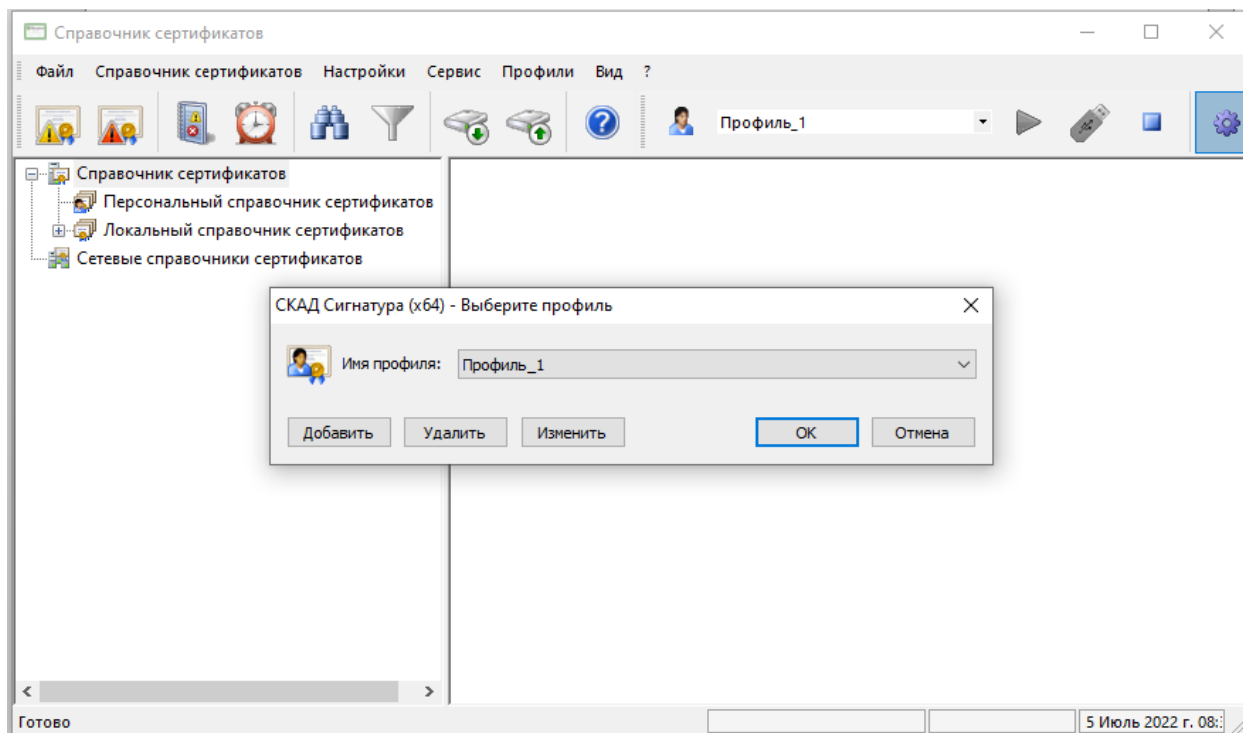 Справочник сертификатов
Файл Справочник сертификатов Настройки Сервис Профили Вид ?
Профиль_1
Справочник сертификатов
Персональный справочник сертификатов
Локальный справочник сертификатов
Сетевые справочники сертификатов
СКАД Сигнатура (x64) - Выберите профиль
Имя профиля: Профиль_1
Добавить Удалить Изменить OK Отмена
Готово 5 Июль 2022 г. 08: